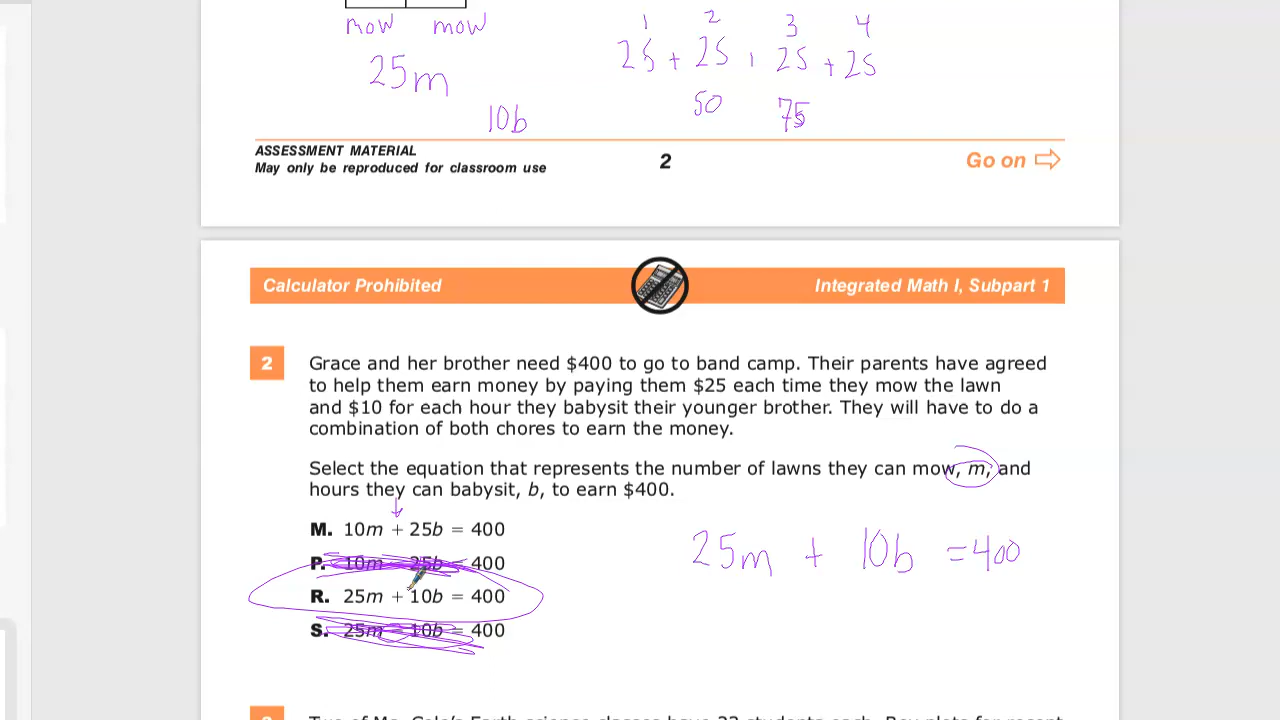 mow mow
1 2 3 4
25 + 25 + 25 + 25
25m
50 75
10b
ASSESSMENT MATERIAL
May only be reproduced for classroom use
2
Go on
Calculator Prohibited
Integrated Math I, Subpart 1
2
Grace and her brother need $400 to go to band camp. Their parents have agreed
to help them earn money by paying them $25 each time they mow the lawn
and $10 for each hour they babysit their younger brother. They will have to do a
combination of both chores to earn the money.
Select the equation that represents the number of lawns they can mow, m, and
hours they can babysit, b, to earn $400.
M. 10m + 25b = 400
P. 10m − 25b = 400
R. 25m + 10b = 400
S. 25m − 10b = 400
25m + 10b = 400